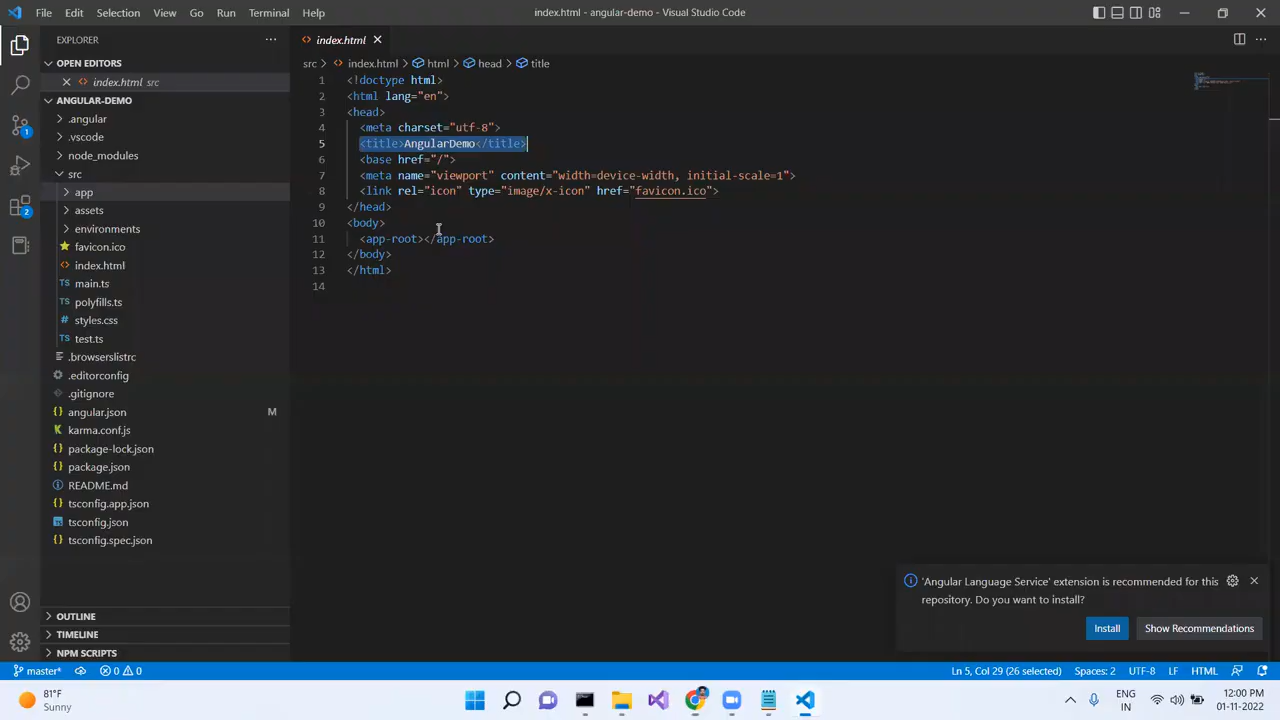 File Edit Selection View Go Run Terminal Help index.html - angular-demo - Visual Studio Code
EXPLORER
OPEN EDITORS
index.html src
ANGULAR-DEMO
.angular
.vscode
node_modules
src
app
assets
environments
favicon.ico
index.html
main.ts
polyfills.ts
styles.css
test.ts
.browserslistrc
.editorconfig
.gitignore
angular.json M
karma.conf.js
package-lock.json
package.json
README.md
tsconfig.app.json
tsconfig.json
tsconfig.spec.json
OUTLINE
TIMELINE
NPM SCRIPTS
1
2
index.html
src > index.html > html > head > title
1 <!doctype html>
2 <html lang="en">
3 <head>
4 <meta charset="utf-8">
5 <title>AngularDemo</title>
6 <base href="/">
7 <meta name="viewport" content="width=device-width, initial-scale=1">
8 <link rel="icon" type="image/x-icon" href="favicon.ico">
9 </head>
10 <body>
11 <app-root></app-root>
12 </body>
13 </html>
14
'Angular Language Service' extension is recommended for this
repository. Do you want to install?
Install Show Recommendations
master* 0 0 Ln 5, Col 29 (26 selected) Spaces: 2 UTF-8 LF HTML
81°F
Sunny
ENG
IN
12:00 PM
01-11-2022